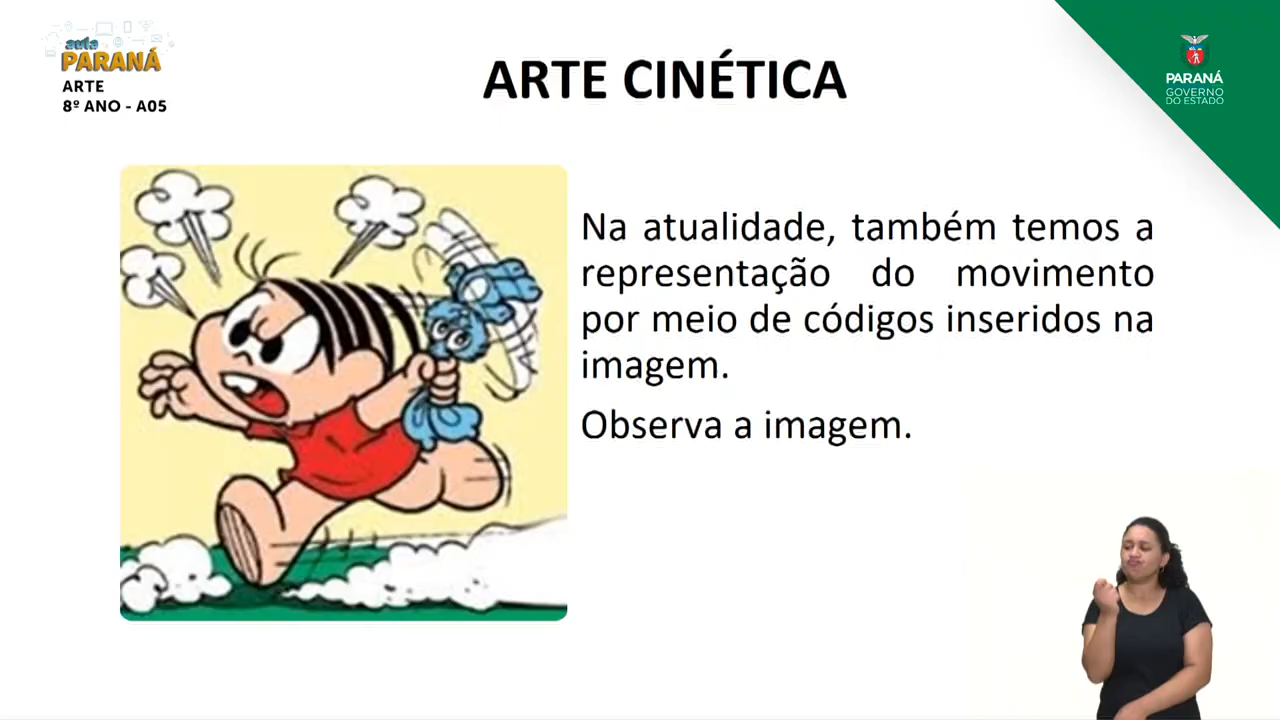 aula
PARANÁ
ARTE
8º ANO - A05
ARTE CINÉTICA
PARANÁ
GOVERNO
DO ESTADO
Na atualidade, também temos a
representação do movimento
por meio de códigos inseridos na
imagem.
Observa a imagem.